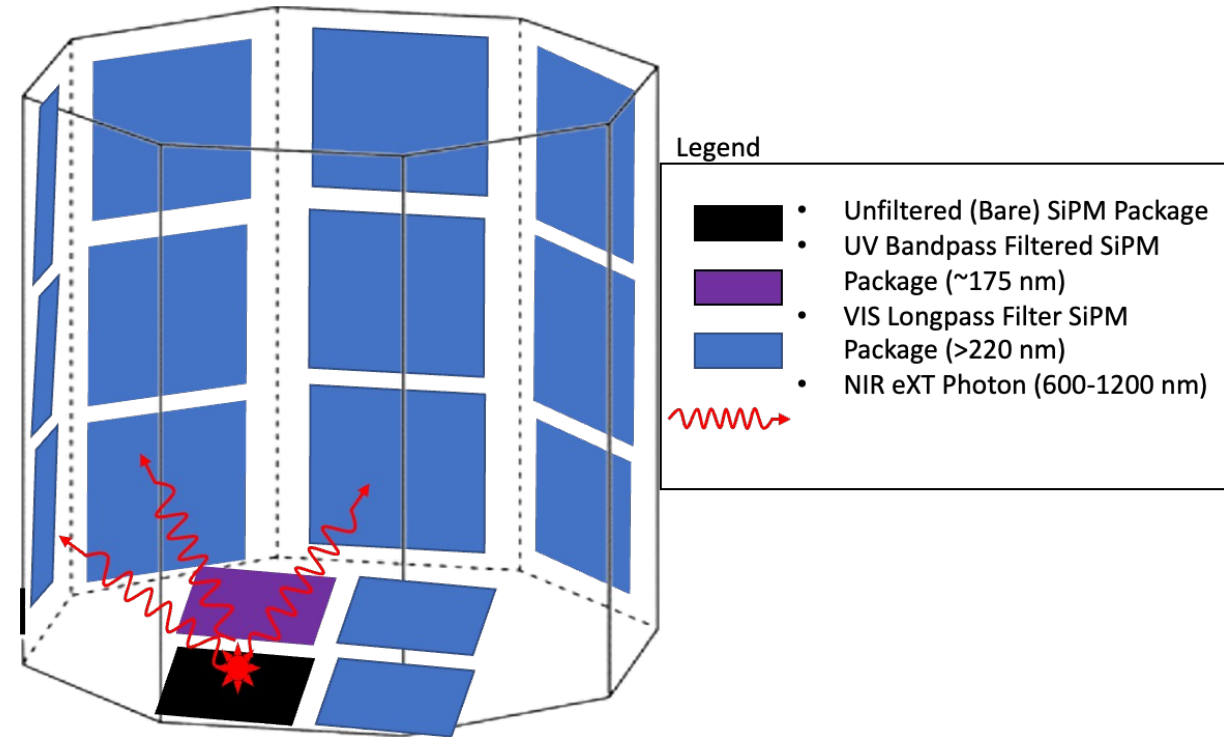 Legend
• Unfiltered (Bare) SiPM Package
• UV Bandpass Filtered SiPM
Package (~175 nm)
• VIS Longpass Filter SiPM
Package (>220 nm)
• NIR eXT Photon (600-1200 nm)